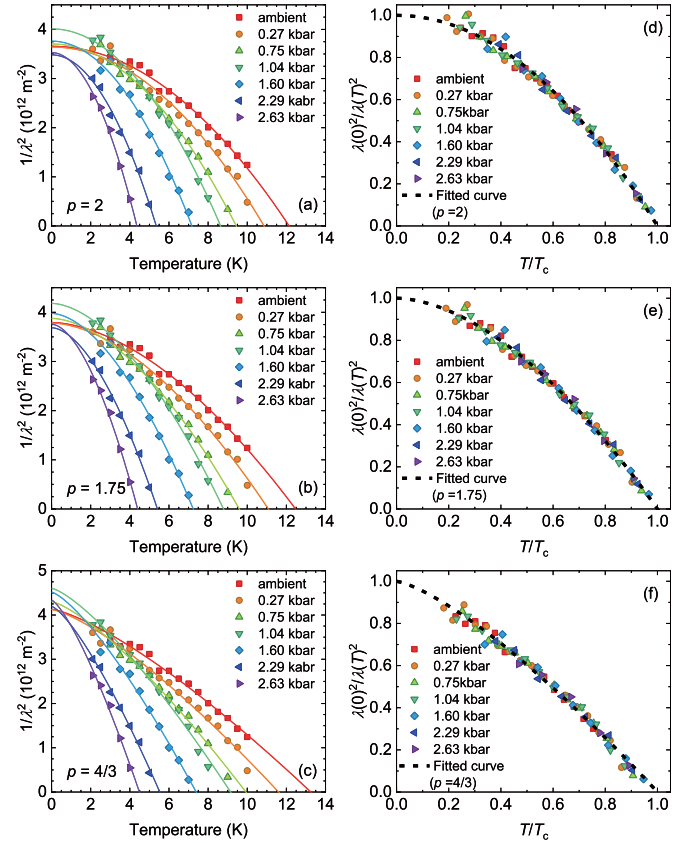 5
4
3
2
1
0
1/λ² (10¹² m⁻²)
ambient
0.27 kbar
0.75 kbar
1.04 kbar
1.60 kbar
2.29 kabr
2.63 kbar
p = 2
(a)
0 2 4 6 8 10 12 14
Temperature (K)
1.0
0.8
0.6
0.4
0.2
0.0
λ(0)²/λ(T)²
(d)
ambient
0.27 kbar
0.75kbar
1.04 kbar
1.60 kbar
2.29 kbar
2.63 kbar
Fitted curve
(p=2)
0.0 0.2 0.4 0.6 0.8 1.0
T/Tc
5
4
3
2
1
0
1/λ² (10¹² m⁻²)
ambient
0.27 kbar
0.75 kbar
1.04 kbar
1.60 kbar
2.29 kabr
2.63 kbar
p = 1.75
(b)
0 2 4 6 8 10 12 14
Temperature (K)
1.0
0.8
0.6
0.4
0.2
0.0
λ(0)²/λ(T)²
(e)
ambient
0.27 kbar
0.75kbar
1.04 kbar
1.60 kbar
2.29 kbar
2.63 kbar
Fitted curve
(p=1.75)
0.0 0.2 0.4 0.6 0.8 1.0
T/Tc
5
4
3
2
1
0
1/λ² (10¹² m⁻²)
ambient
0.27 kbar
0.75 kbar
1.04 kbar
1.60 kbar
2.29 kabr
2.63 kbar
p = 4/3
(c)
0 2 4 6 8 10 12 14
Temperature (K)
1.0
0.8
0.6
0.4
0.2
0.0
λ(0)²/λ(T)²
(f)
ambient
0.27 kbar
0.75kbar
1.04 kbar
1.60 kbar
2.29 kbar
2.63 kbar
Fitted curve
(p=4/3)
0.0 0.2 0.4 0.6 0.8 1.0
T/Tc